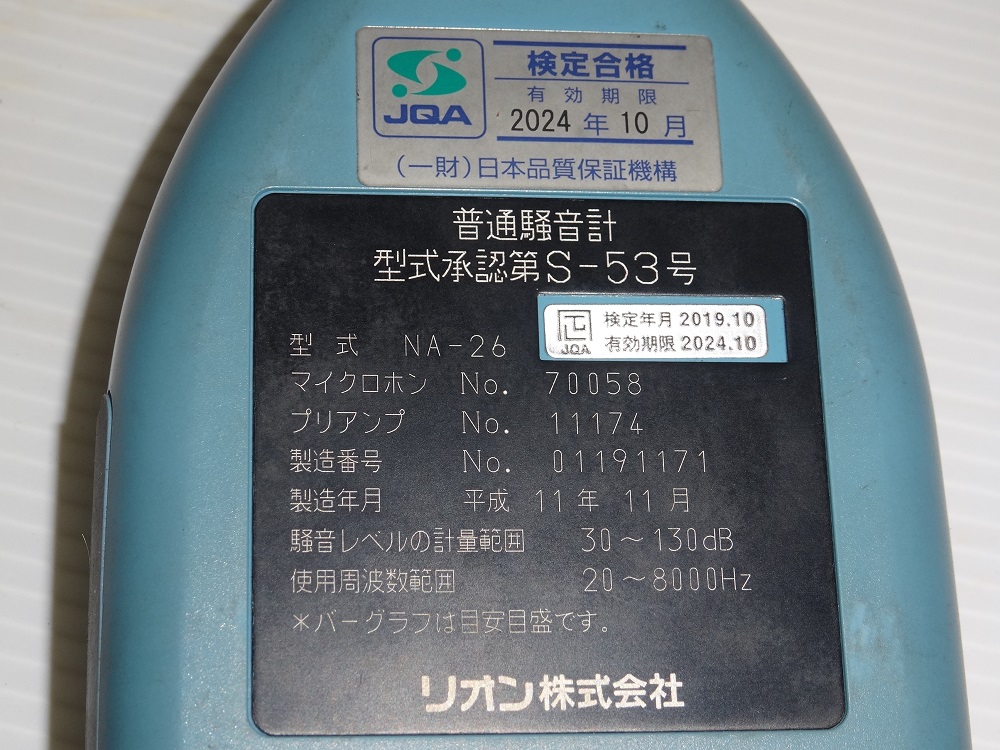 JQA
検定合格
有効期限
2024 年 10 月
(一財)日本品質保証機構
普通騒音計
型式承認第S-53号
正 検定年月 2019.10
JQA 有効期限 2024.10
型 式 NA-26
マイクロホン No. 70058
プリアンプ No. 11174
製造番号 No. 01191171
製造年月 平成 11 年 11 月
騒音レベルの計量範囲 30～130dB
使用周波数範囲 20～8000Hz
＊バーグラフは目安目盛です。
リオン株式会社